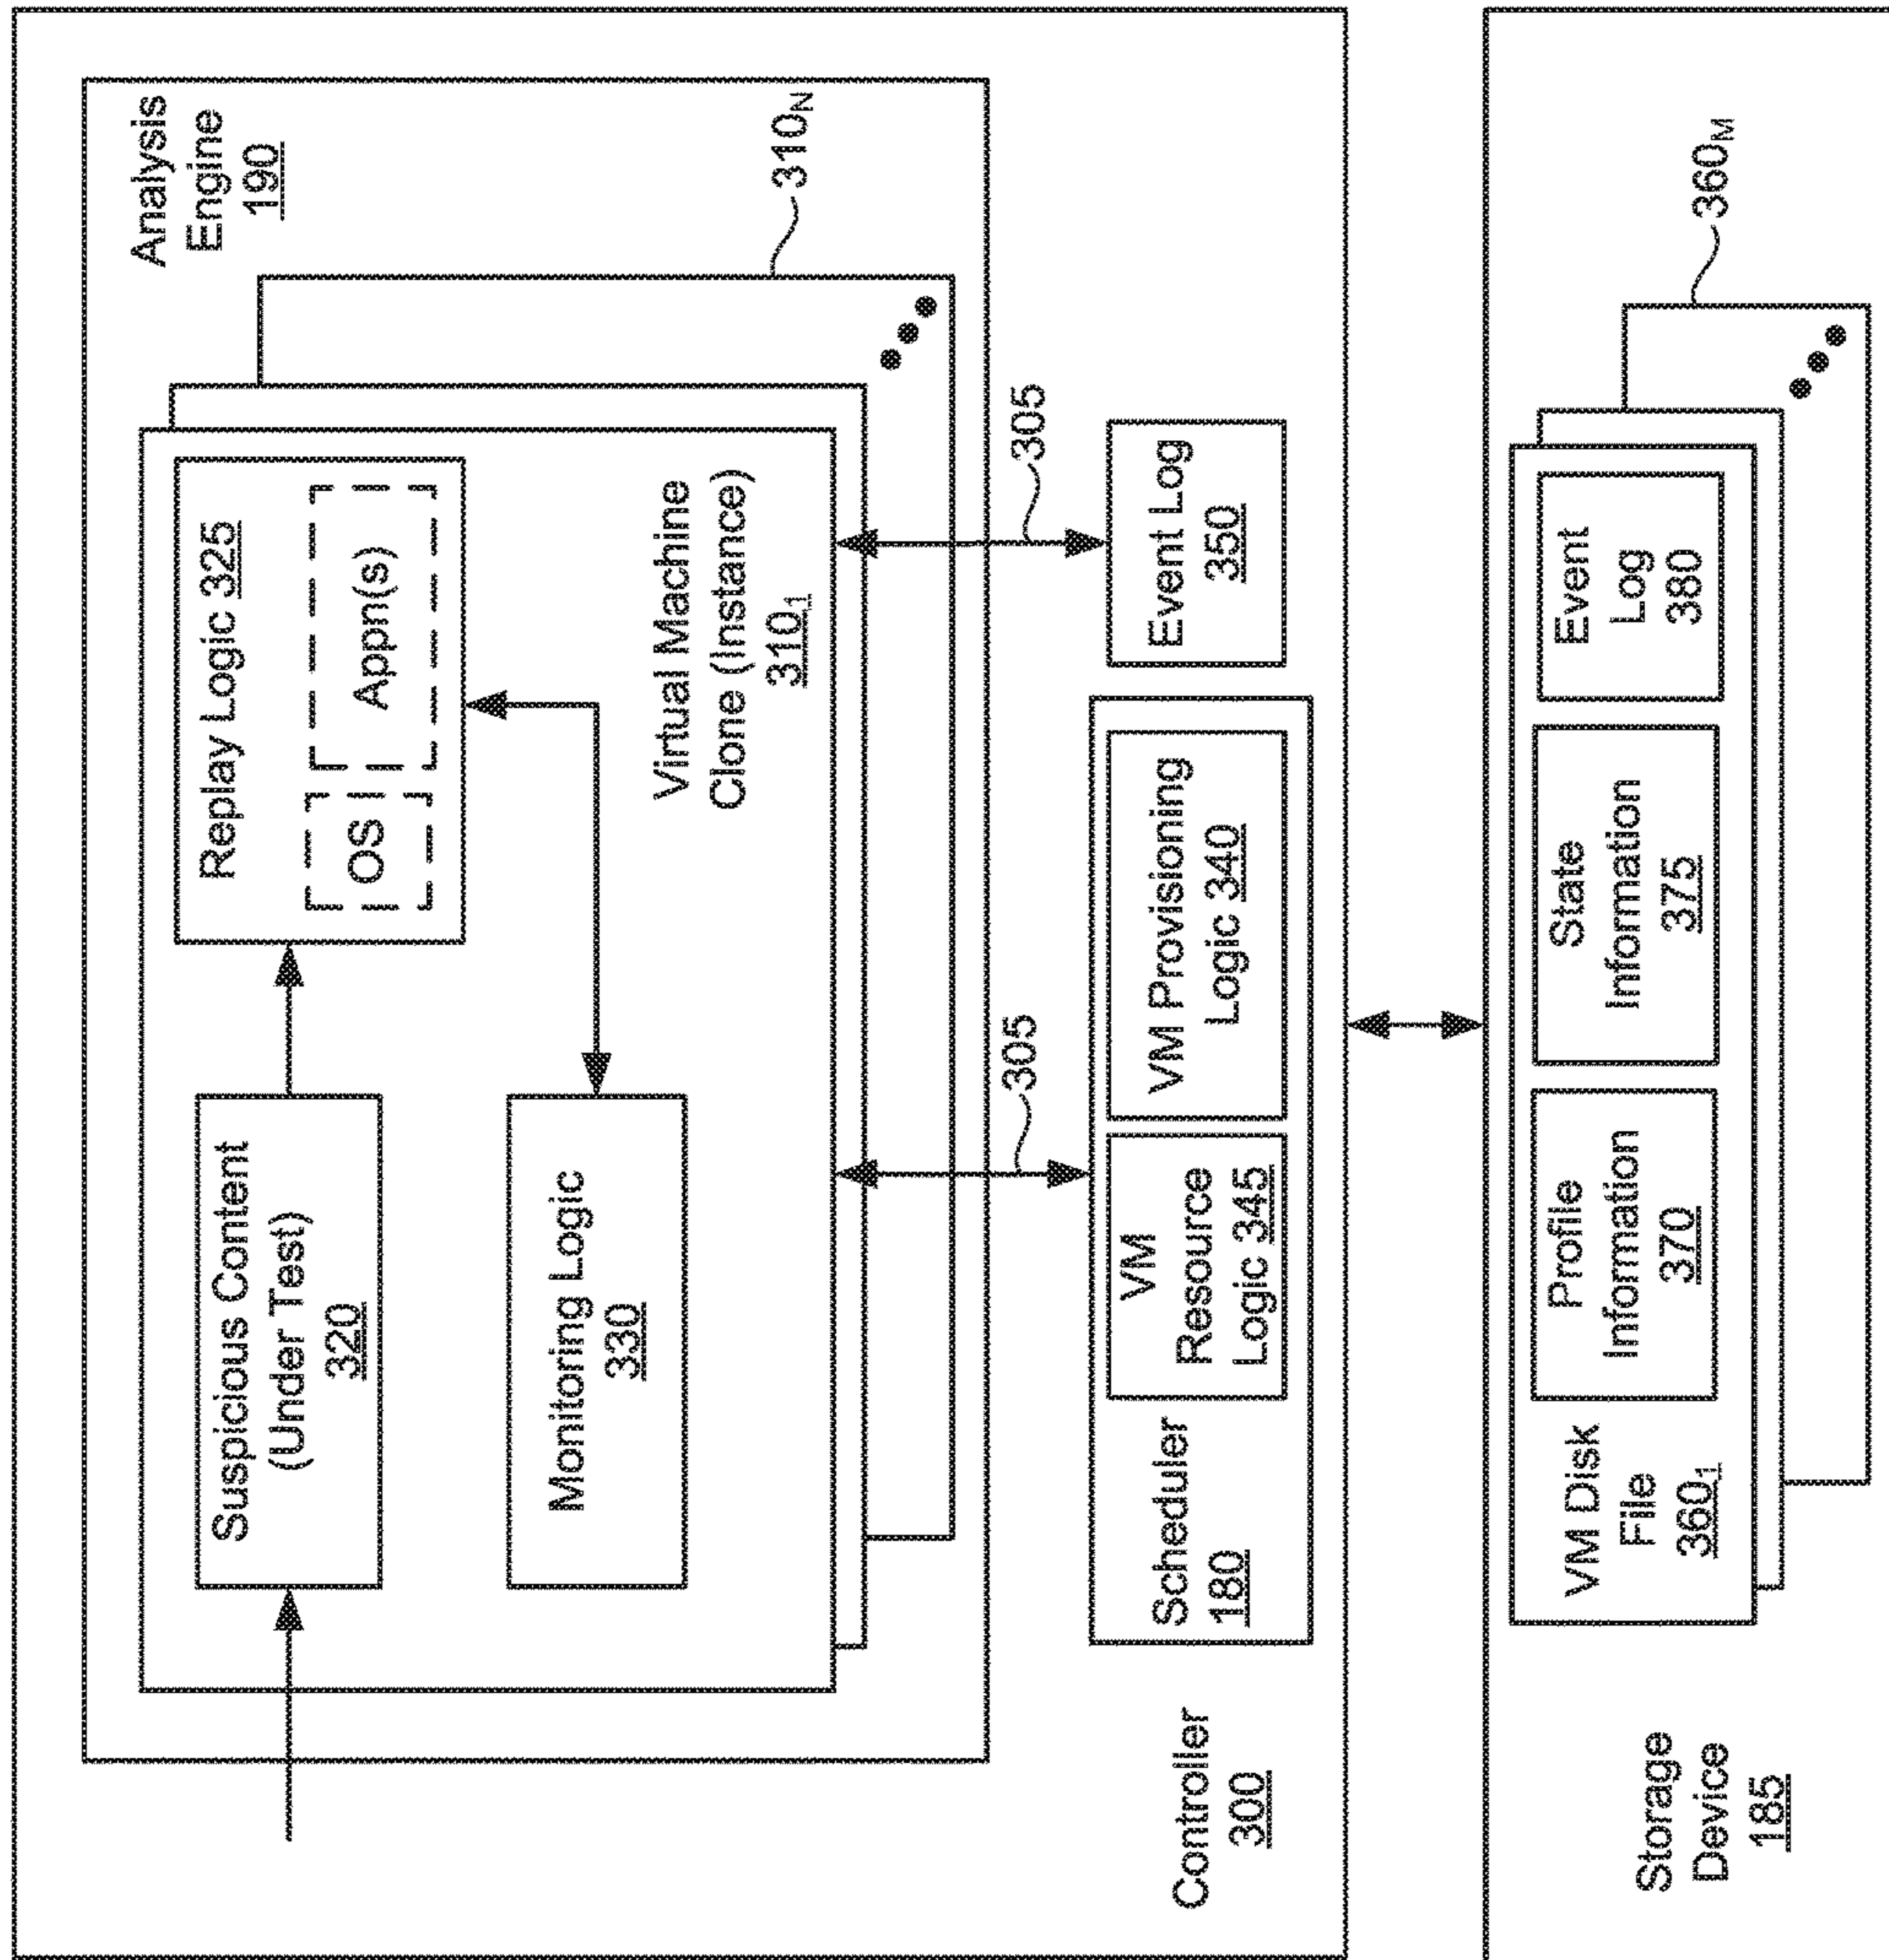 Analysis
Engine
190
310N
Suspicious Content
(Under Test)
320
Replay Logic 325
OS
Appn(s)
Monitoring Logic
330
Virtual Machine
Clone (Instance)
310₁
305
305
Controller
300
Scheduler
180
VM
Resource
Logic 345
VM Provisioning
Logic 340
Event Log
350
Storage
Device
185
360M
VM Disk
File
360₁
Profile
Information
370
State
Information
375
Event
Log
380